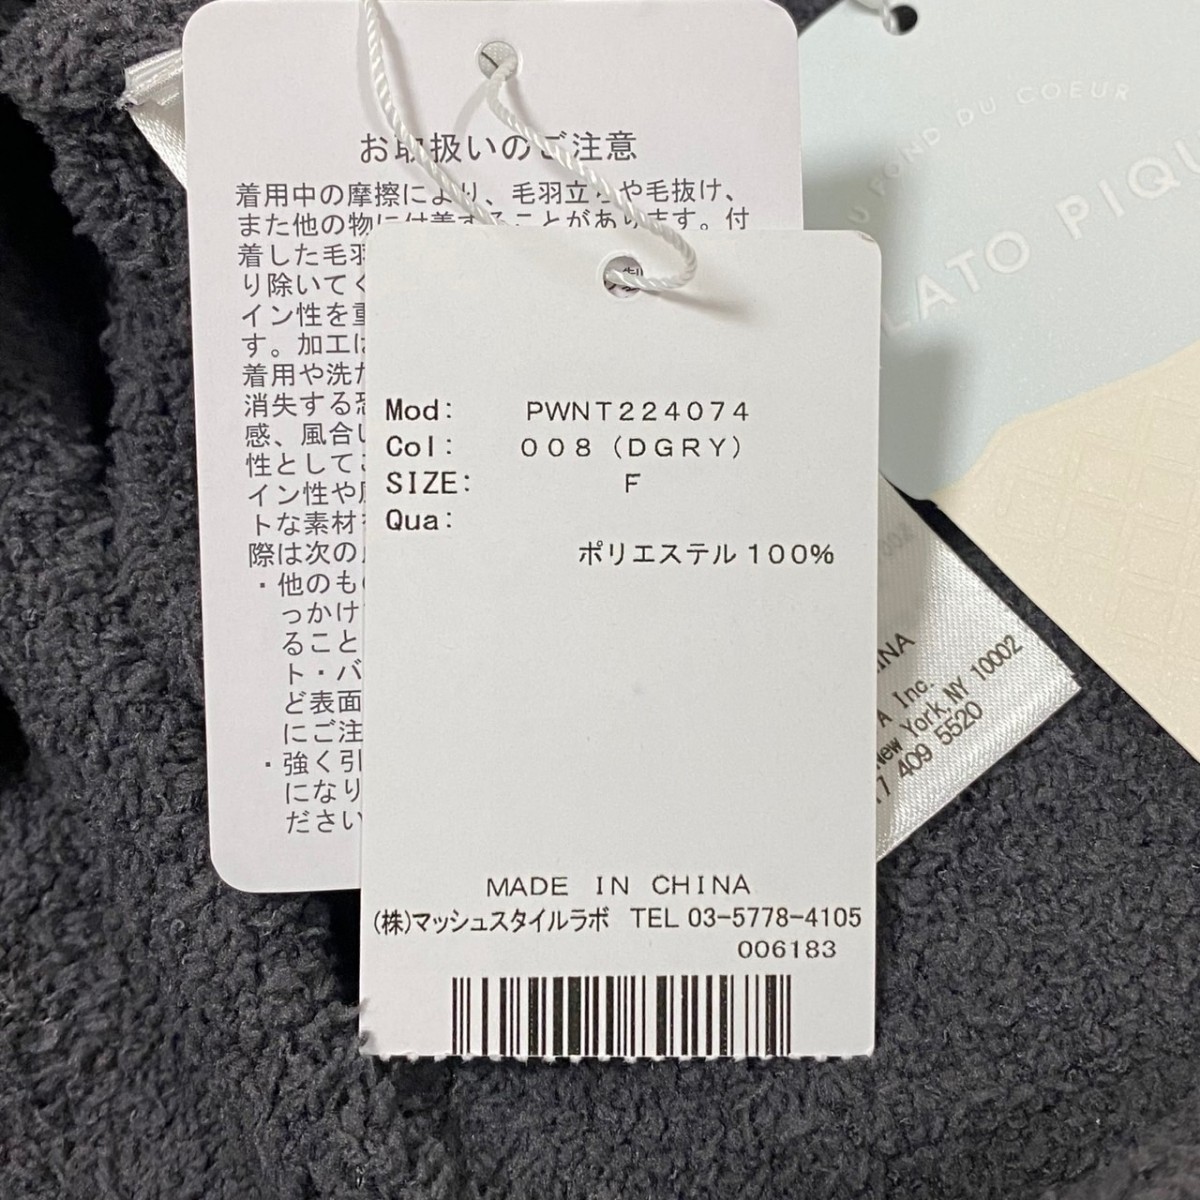 お取扱いのご注意
着用中の摩擦により、毛羽立ちや毛抜け、
また他の物に付着することがあります。付
着した毛羽
り除いてく
イン性を重
す。加工は
着用や洗た
消失する恐
感、風合い
性としてご
イン性や風
トな素材を
際は次の点
・他のもの
っかけ
ること
ト・バ
ど表面
にご注
・強く引
になり
ださい
Mod: PWNT224074
Col: 008 (DGRY)
SIZE: F
Qua:
ポリエステル100%
MADE IN CHINA
(株)マッシュスタイルラボ TEL 03-5778-4105
006183
FOND DU COEUR
LATO PIQU
INA
A Inc.
New York, NY 10002
17 409 5520